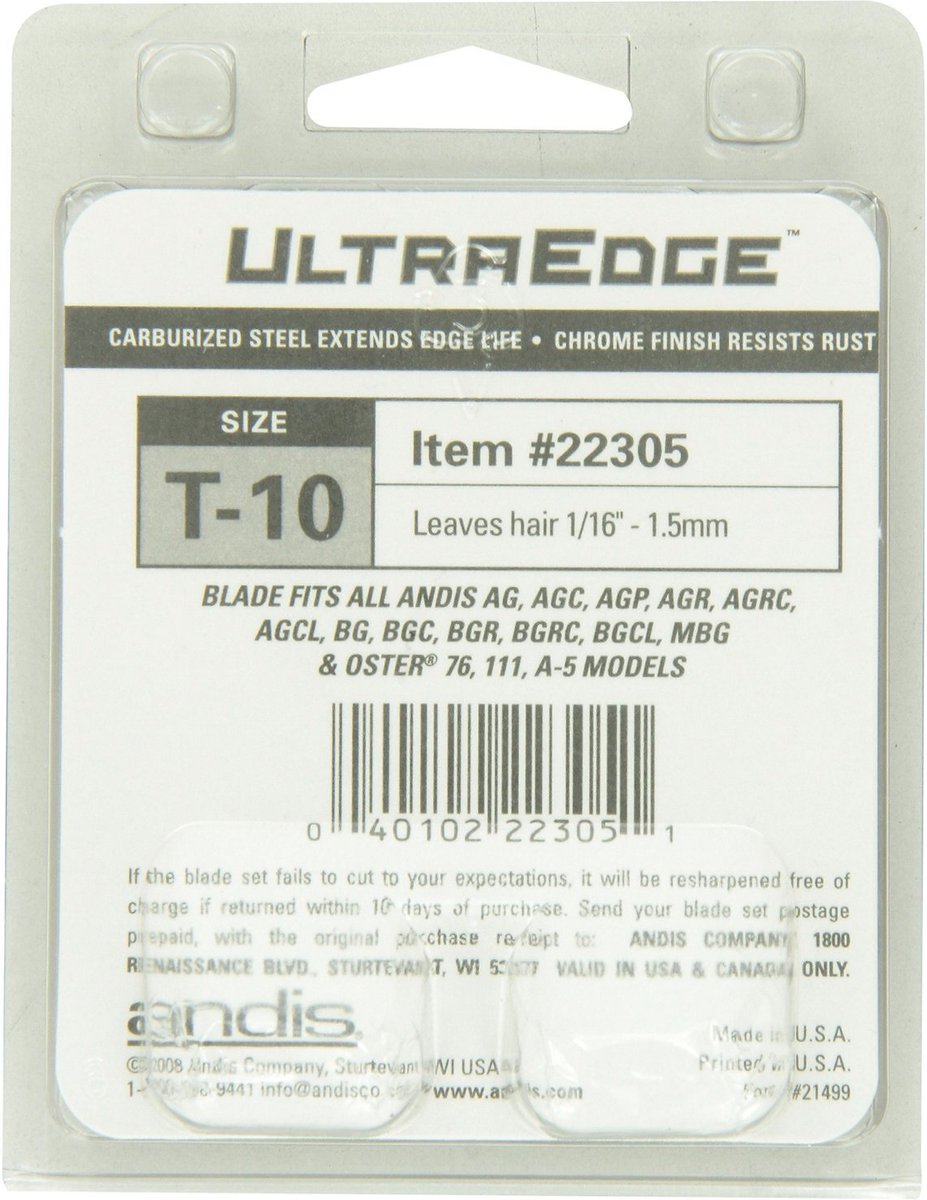 ULTRAEDGE™
CARBURIZED STEEL EXTENDS EDGE LIFE • CHROME FINISH RESISTS RUST
SIZE
T-10
Item #22305
Leaves hair 1/16" - 1.5mm
BLADE FITS ALL ANDIS AG, AGC, AGP, AGR, AGRC,
AGCL, BG, BGC, BGR, BGRC, BGCL, MBG
& OSTER® 76, 111, A-5 MODELS
0 40102 22305 1
If the blade set fails to cut to your expectations, it will be resharpened free of
charge if returned within 10 days of purchase. Send your blade set postage
prepaid, with the original purchase receipt to: ANDIS COMPANY 1800
RENAISSANCE BLVD., STURTEVANT, WI VALID IN USA & CANADA ONLY.
andis.
©2008 Andis Company, Sturtevant WI USA
info@andisco www.andis.com
Made in U.S.A.
Printed in U.S.A.
#21499